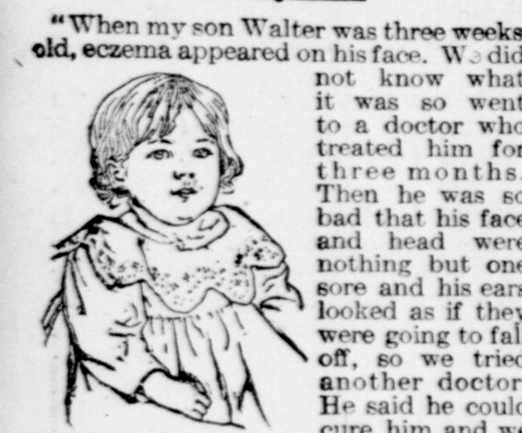 "When my son Walter was three weeks
old, eczema appeared on his face. We did
not know what
it was so went
to a doctor who
treated him for
three months.
Then he was so
bad that his face
and head were
nothing but one
sore and his ears
looked as if they
were going to fall
off, so we tried
another doctor
He said he could
cure him and we